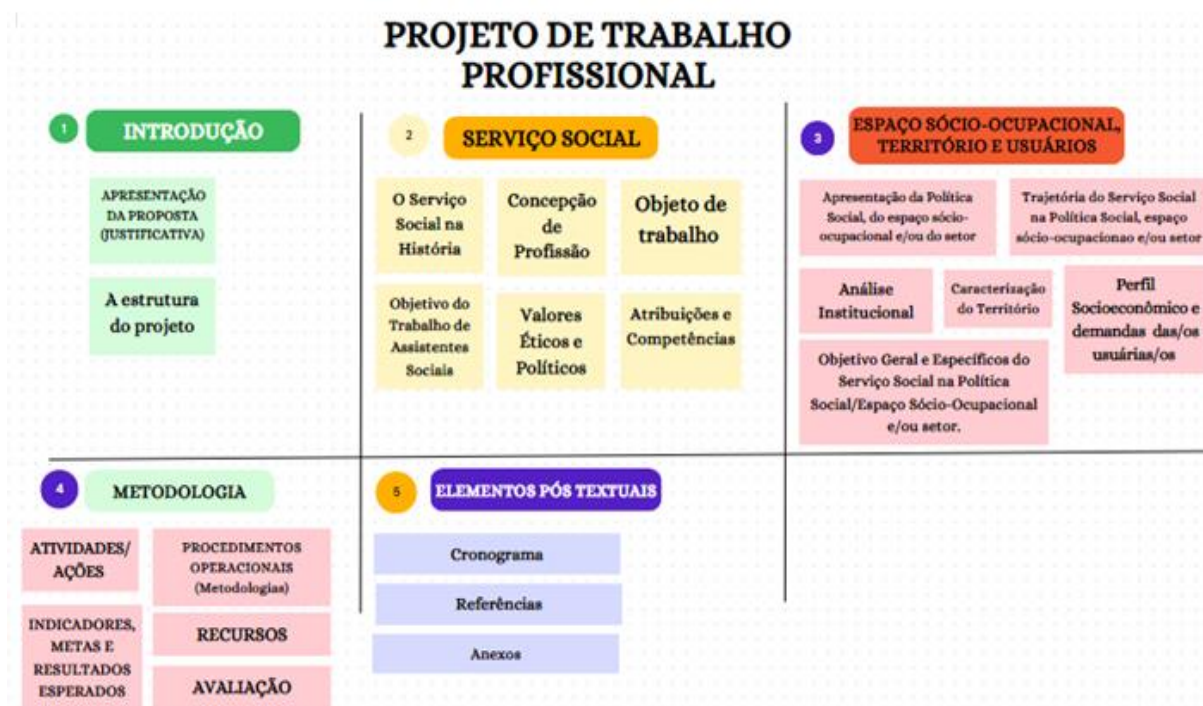 PROJETO DE TRABALHO
PROFISSIONAL
1
INTRODUÇÃO
APRESENTAÇÃO
DA PROPOSTA
(JUSTIFICATIVA)
A estrutura
do projeto
2
SERVIÇO SOCIAL
O Serviço
Social na
História
Concepção
de
Profissão
Objeto de
trabalho
Objetivo do
Trabalho de
Assistentes
Sociais
Valores
Éticos e
Políticos
Atribuições e
Competências
3
ESPAÇO SÓCIO-OCUPACIONAL,
TERRITÓRIO E USUÁRIOS
Apresentação da Política
Social, do espaço sócio-
ocupacional e/ou do setor
Trajetória do Serviço Social
na Política Social, espaço
sócio-ocupacionao e/ou setor
Análise
Institucional
Caracterização
do Território
Perfil
Socioeconômico e
demandas das/os
usuárias/os
Objetivo Geral e Específicos do
Serviço Social na Política
Social/Espaço Sócio-Ocupacional
e/ou setor.
4
METODOLOGIA
ATIVIDADES/
AÇÕES
PROCEDIMENTOS
OPERACIONAIS
(Metodologias)
INDICADORES,
METAS E
RESULTADOS
ESPERADOS
RECURSOS
AVALIAÇÃO
5
ELEMENTOS PÓS TEXTUAIS
Cronograma
Referências
Anexos